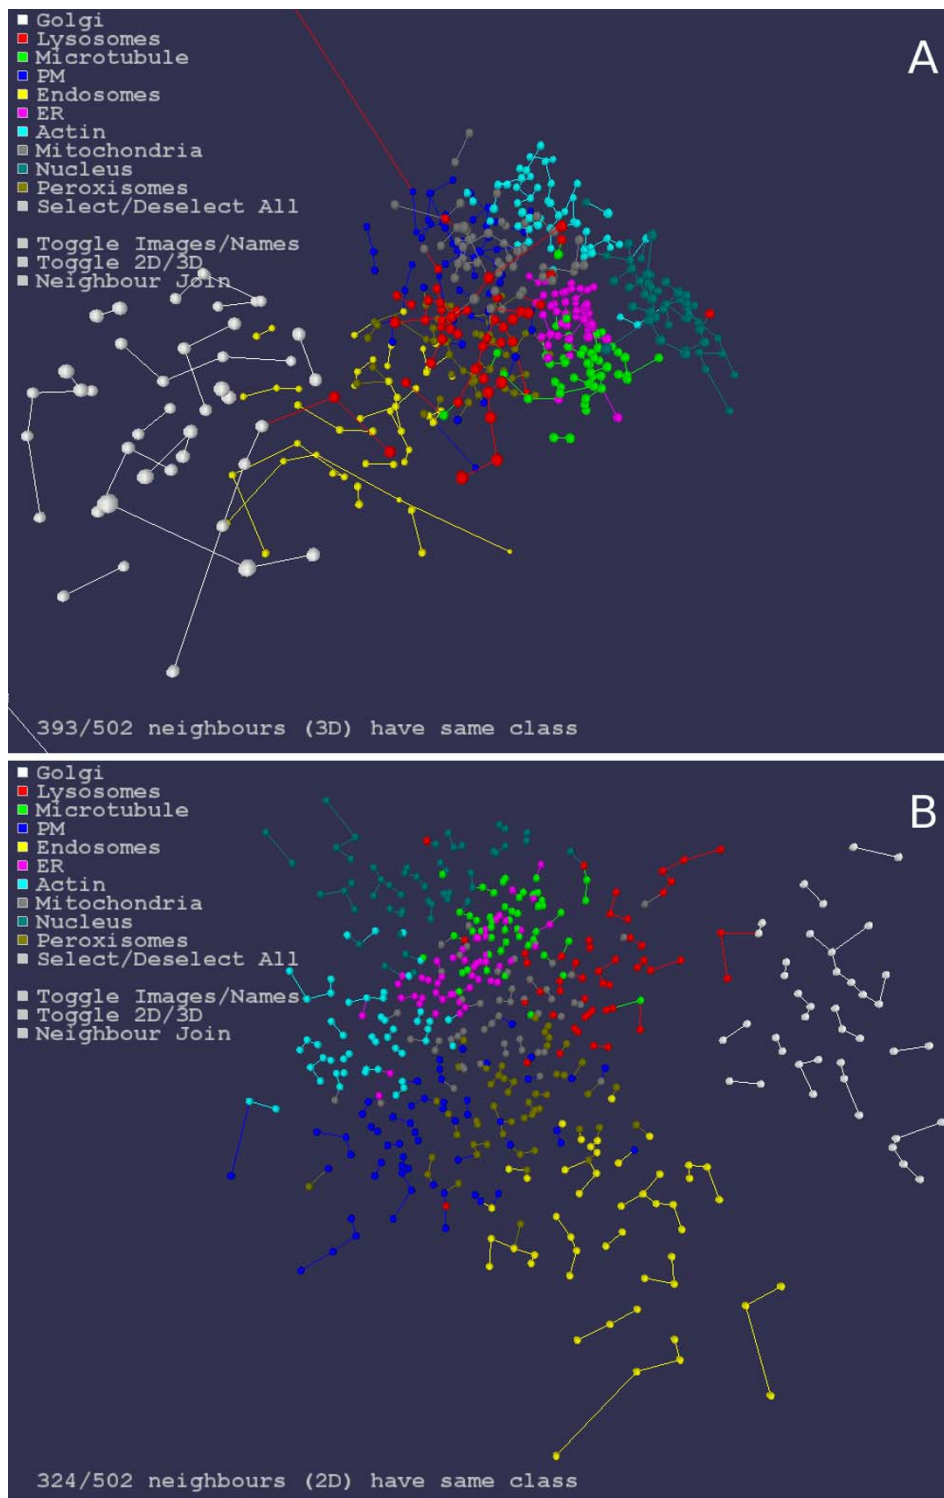 Golgi
Lysosomes
Microtubule
PM
Endosomes
ER
Actin
Mitochondria
Nucleus
Peroxisomes
Select/Deselect All
Toggle Images/Names
Toggle 2D/3D
Neighbour Join
A
393/502 neighbours (3D) have same class
Golgi
Lysosomes
Microtubule
PM
Endosomes
ER
Actin
Mitochondria
Nucleus
Peroxisomes
Select/Deselect All
Toggle Images/Names
Toggle 2D/3D
Neighbour Join
B
324/502 neighbours (2D) have same class